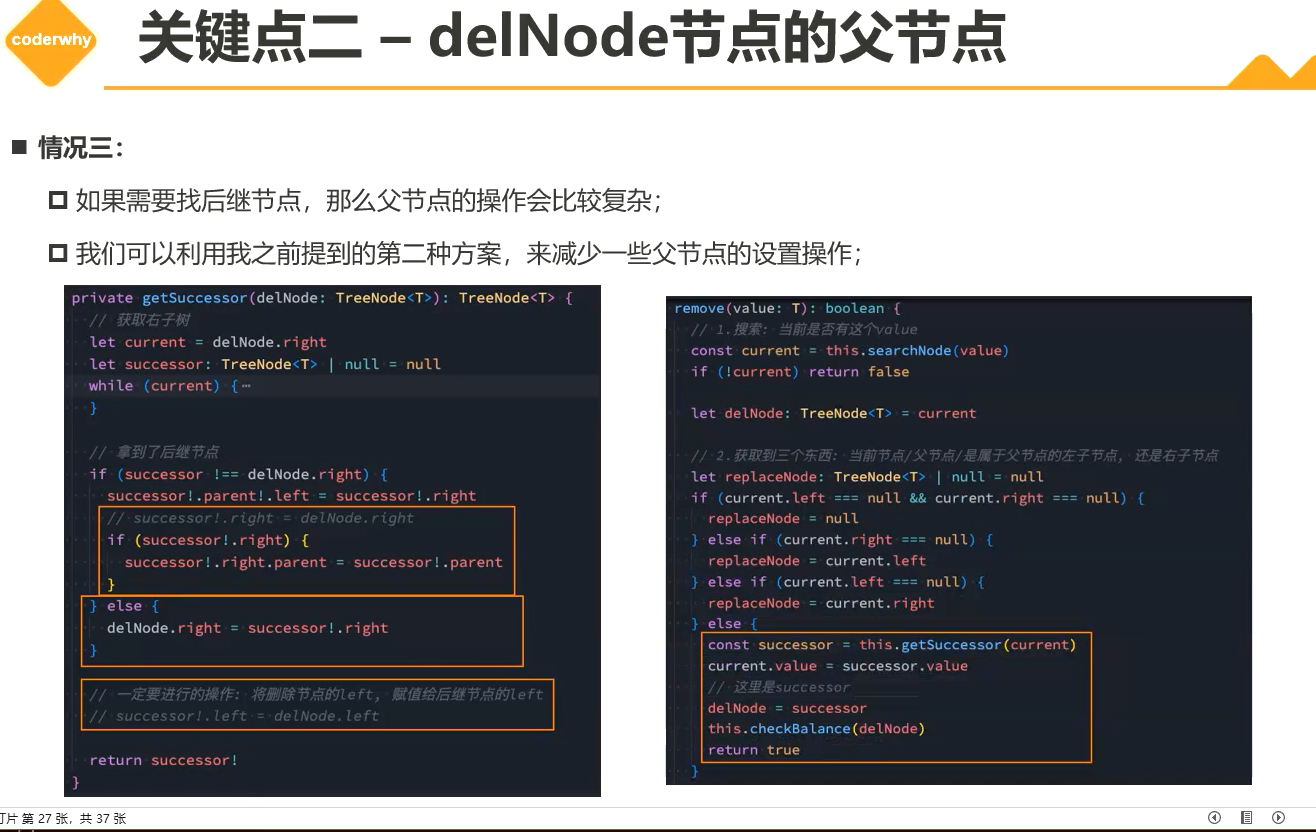 coderwhy
关键点二 – delNode节点的父节点
情况三：
如果需要找后继节点，那么父节点的操作会比较复杂；
我们可以利用我之前提到的第二种方案，来减少一些父节点的设置操作；
private getSuccessor(delNode: TreeNode<T>): TreeNode<T> {
// 获取右子树
let current = delNode.right
let successor: TreeNode<T> | null = null
while (current) {⋯
}
// 拿到了后继节点
if (successor !== delNode.right) {
successor!.parent!.left = successor!.right
// successor!.right = delNode.right
if (successor!.right) {
successor!.right.parent = successor!.parent
}
} else {
delNode.right = successor!.right
}
// 一定要进行的操作: 将删除节点的left, 赋值给后继节点的left
// successor!.left = delNode.left
return successor!
}
remove(value: T): boolean {
// 1.搜索: 当前是否有这个value
const current = this.searchNode(value)
if (!current) return false
let delNode: TreeNode<T> = current
// 2.获取到三个东西: 当前节点/父节点/是属于父节点的左子节点, 还是右子节点
let replaceNode: TreeNode<T> | null = null
if (current.left === null && current.right === null) {
replaceNode = null
} else if (current.right === null) {
replaceNode = current.left
} else if (current.left === null) {
replaceNode = current.right
} else {
const successor = this.getSuccessor(current)
current.value = successor.value
// 这里是successor
delNode = successor
this.checkBalance(delNode)
return true
}
灯片 第 27 张，共 37 张